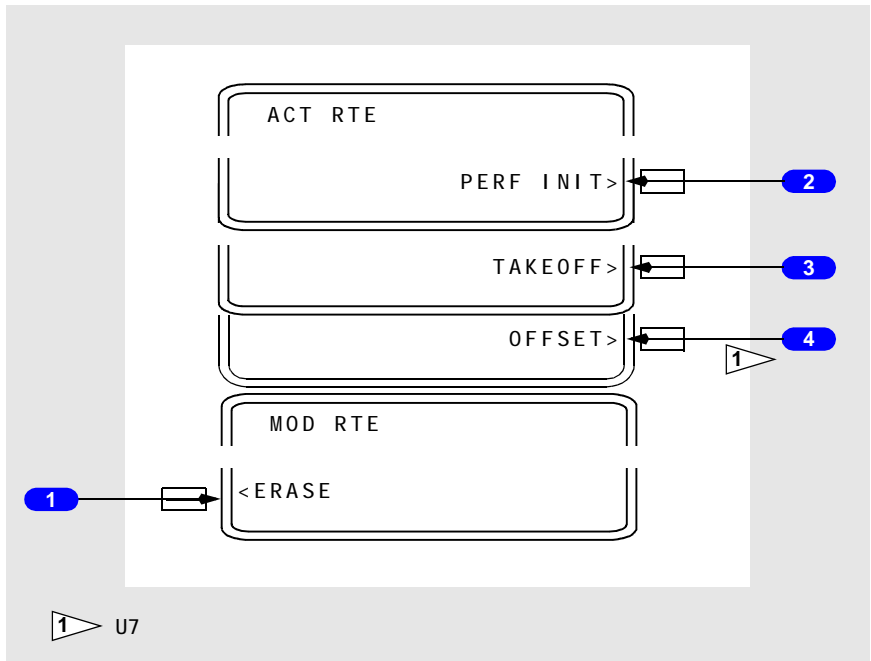 ACT RTE
PERF INIT> 2
TAKEOFF> 3
OFFSET> 4
1
MOD RTE
1 <ERASE
1 U7